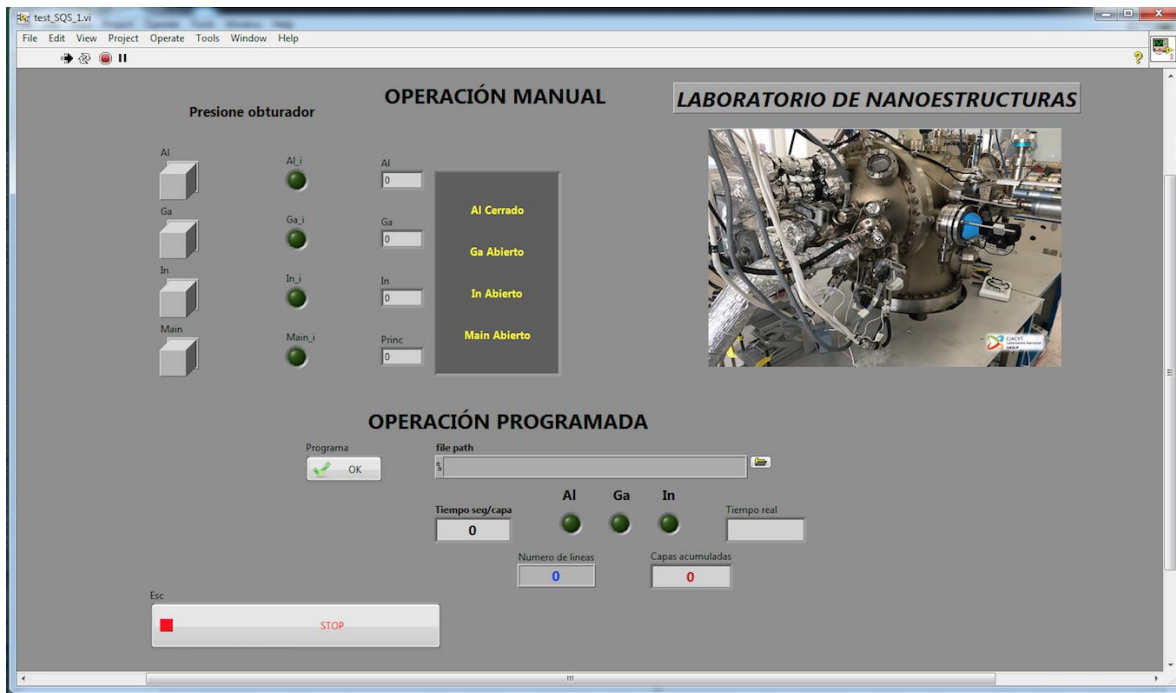 test_SQS_1.vi
File Edit View Project Operate Tools Window Help
OPERACIÓN MANUAL
LABORATORIO DE NANOESTRUCTURAS
Presione obturador
Al
Al_i
Al
0
Al Cerrado
Ga
Ga_i
Ga
0
Ga Abierto
In
In_i
In
0
In Abierto
Main
Main_i
Princ
0
Main Abierto
CIACYT
OPERACIÓN PROGRAMADA
Programa
OK
file path
Al Ga In
Tiempo seg/capa
0
Tiempo real
Numero de lineas
0
Capas acumuladas
0
Esc
STOP